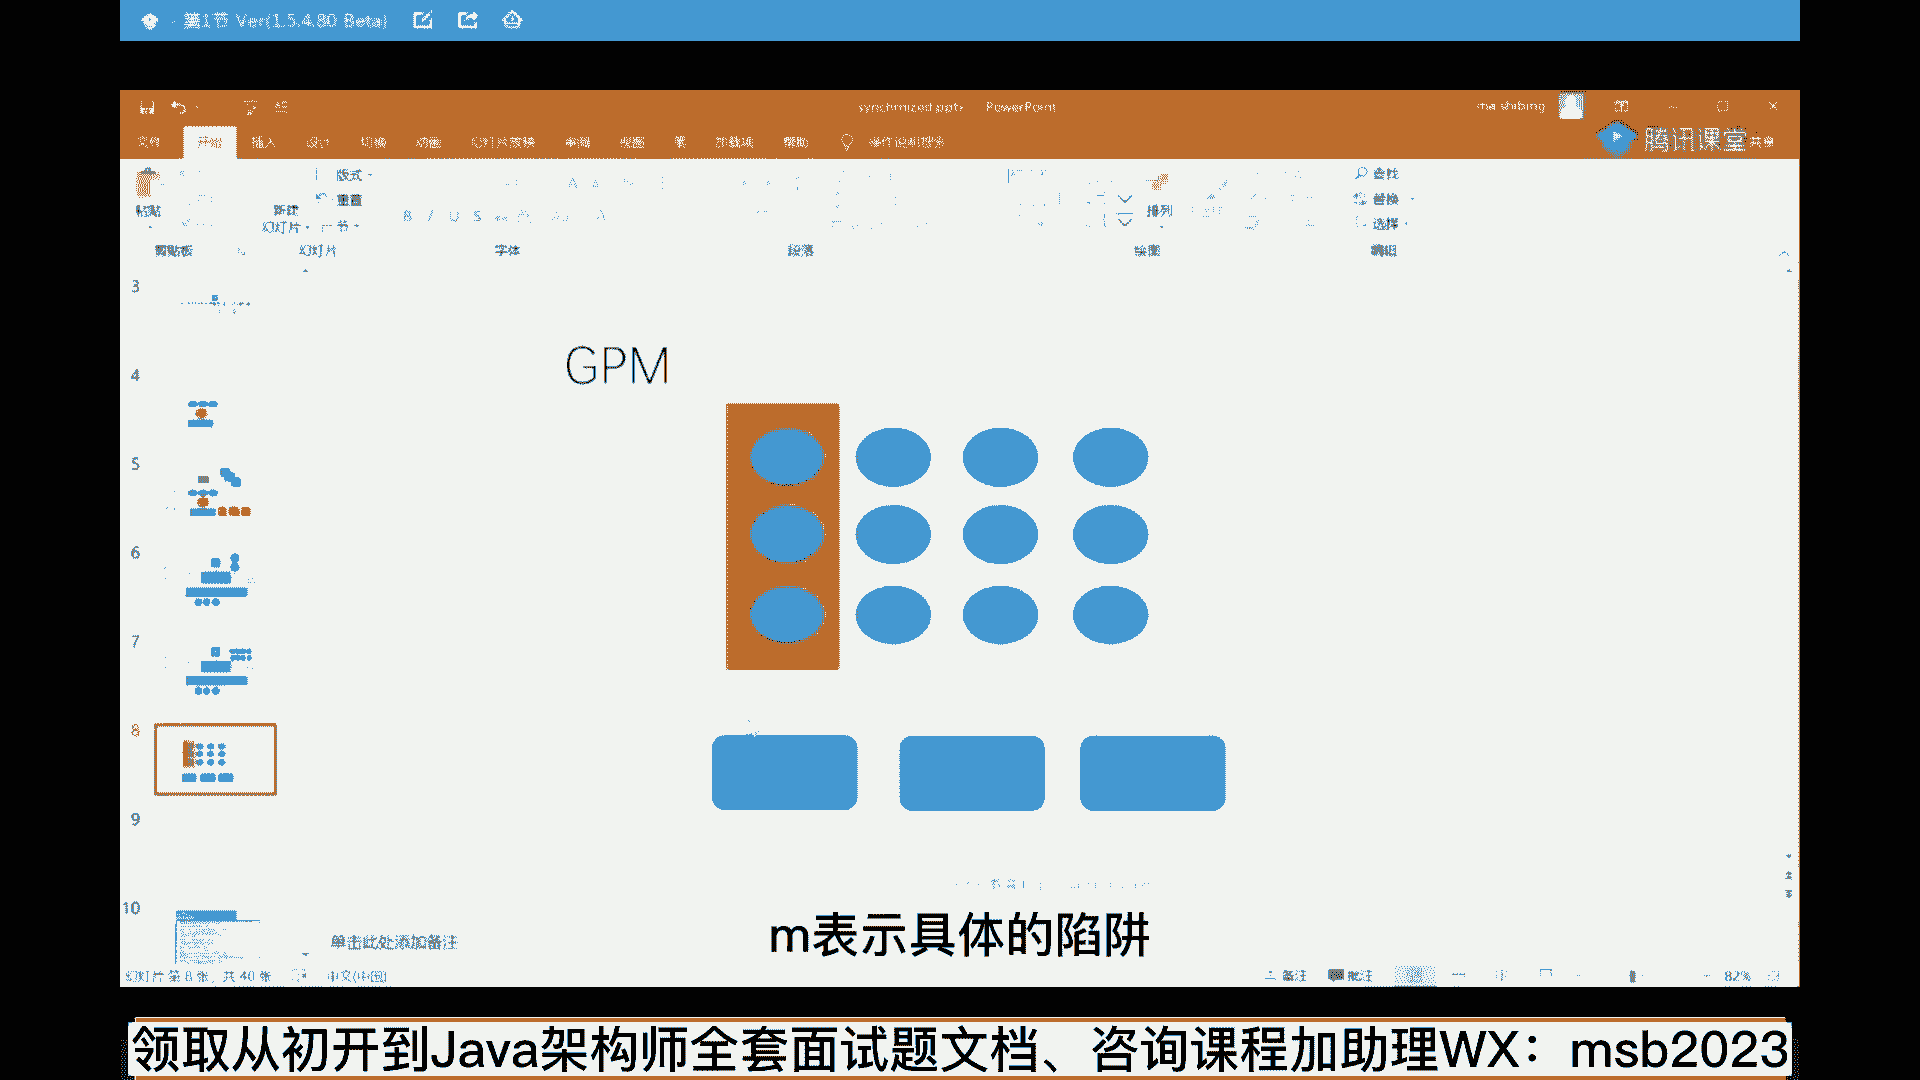 第1节 Ver(1.5.4.80 Beta)
synchronized.pptx - PowerPoint
ma shibing
文件 开始 插入 设计 切换 动画 幻灯片放映 审阅 视图 帮助 操作说明搜索
腾讯课堂
共享
版式
粘贴
新建
幻灯片
重置
节
B I U S
排列
查找
替换
选择
剪贴板 幻灯片 字体 段落 绘图 编辑
3
4
5
6
7
8
9
10
GPM
单击此处添加备注
m表示具体的陷阱
幻灯片 第 8 张，共 40 张 中文(中国)
备注 批注 82%
领取从初开到Java架构师全套面试题文档、咨询课程加助理WX：msb2023